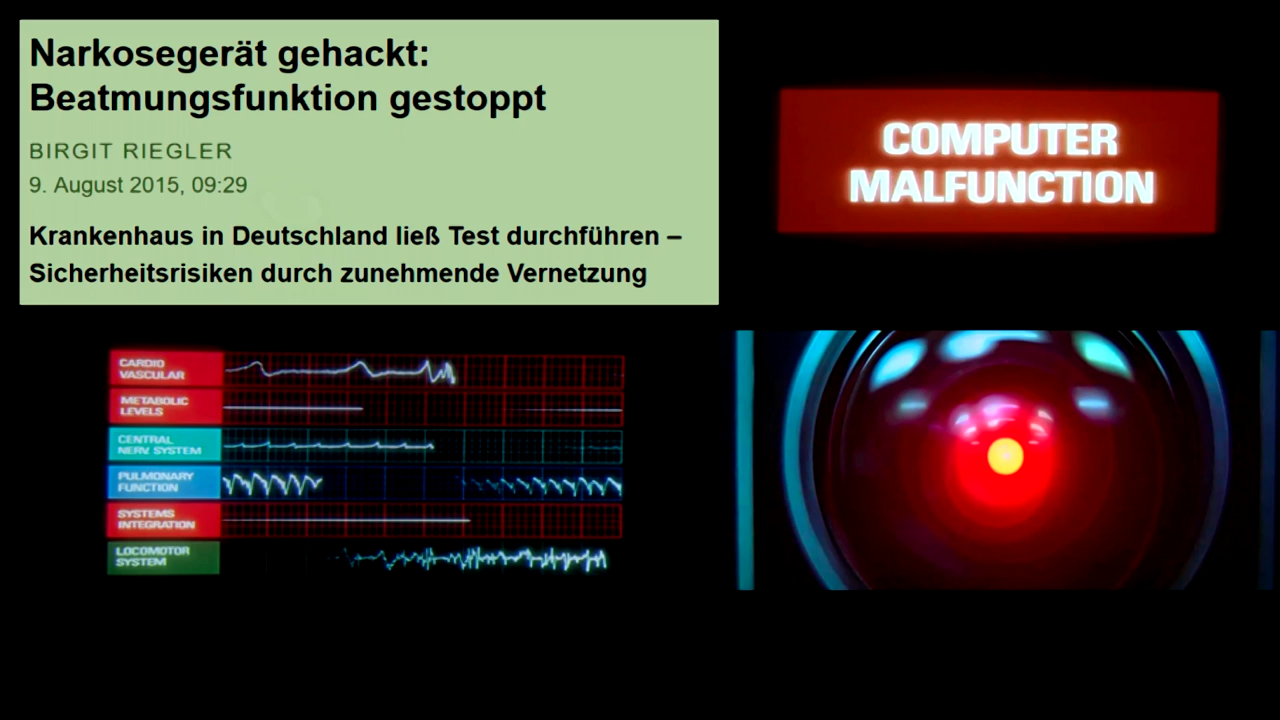 Narkosegerät gehackt:
Beatmungsfunktion gestoppt
BIRGIT RIEGLER
9. August 2015, 09:29
Krankenhaus in Deutschland ließ Test durchführen –
Sicherheitsrisiken durch zunehmende Vernetzung
COMPUTER
MALFUNCTION
CARDIO
VASCULAR
METABOLIC
LEVELS
CENTRAL
NERV. SYSTEM
PULMONARY
FUNCTION
SYSTEMS
INTEGRATION
LOCOMOTOR
SYSTEM